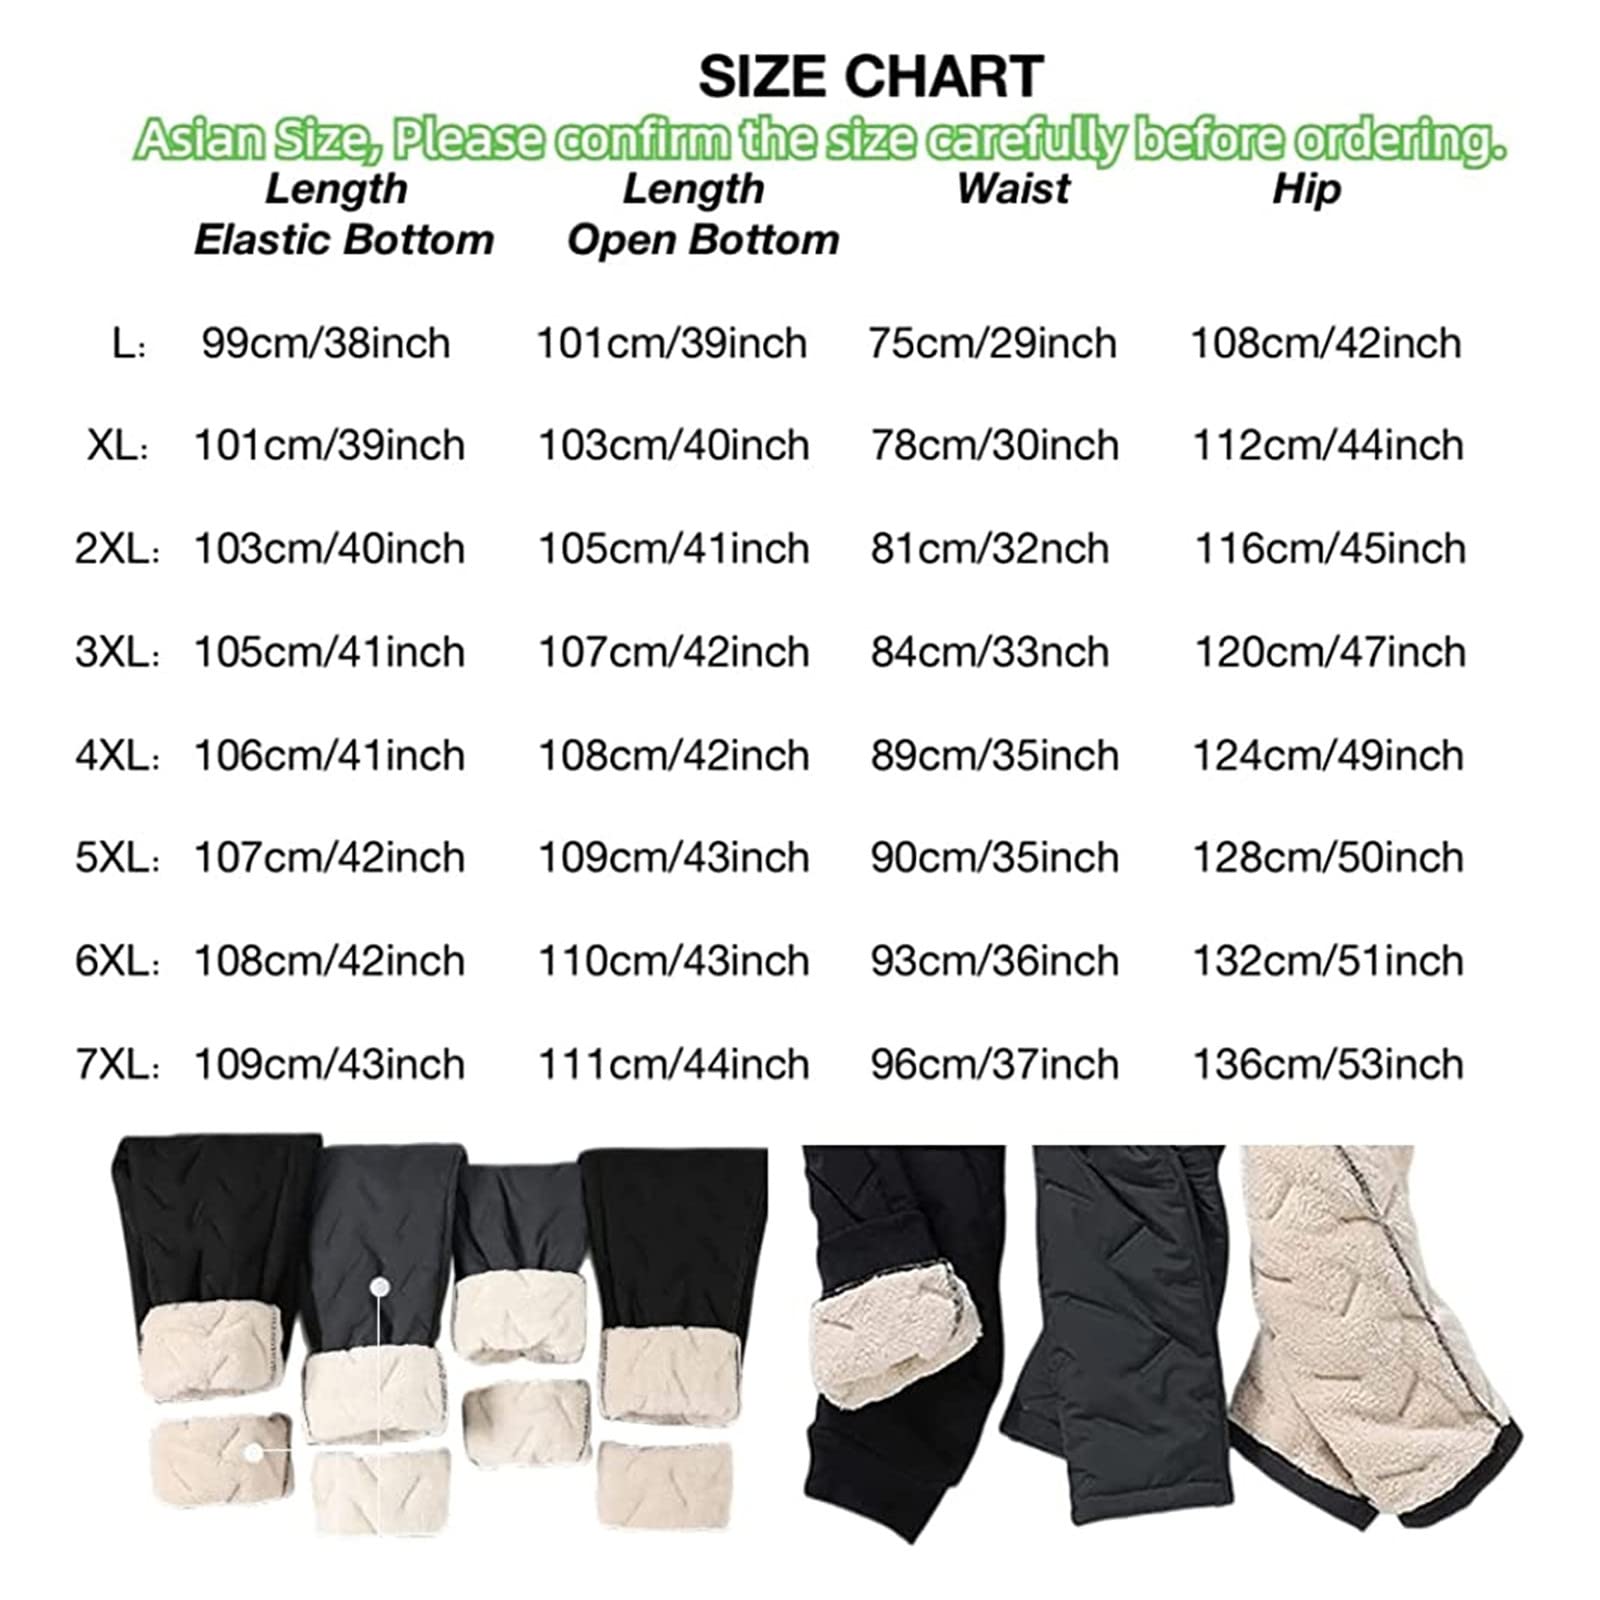 SIZE CHART
Asian Size, Please confirm the size carefully before ordering.
Length Length Waist Hip
Elastic Bottom Open Bottom
L: 99cm/38inch 101cm/39inch 75cm/29inch 108cm/42inch
XL: 101cm/39inch 103cm/40inch 78cm/30inch 112cm/44inch
2XL: 103cm/40inch 105cm/41inch 81cm/32nch 116cm/45inch
3XL: 105cm/41inch 107cm/42inch 84cm/33nch 120cm/47inch
4XL: 106cm/41inch 108cm/42inch 89cm/35inch 124cm/49inch
5XL: 107cm/42inch 109cm/43inch 90cm/35inch 128cm/50inch
6XL: 108cm/42inch 110cm/43inch 93cm/36inch 132cm/51inch
7XL: 109cm/43inch 111cm/44inch 96cm/37inch 136cm/53inch